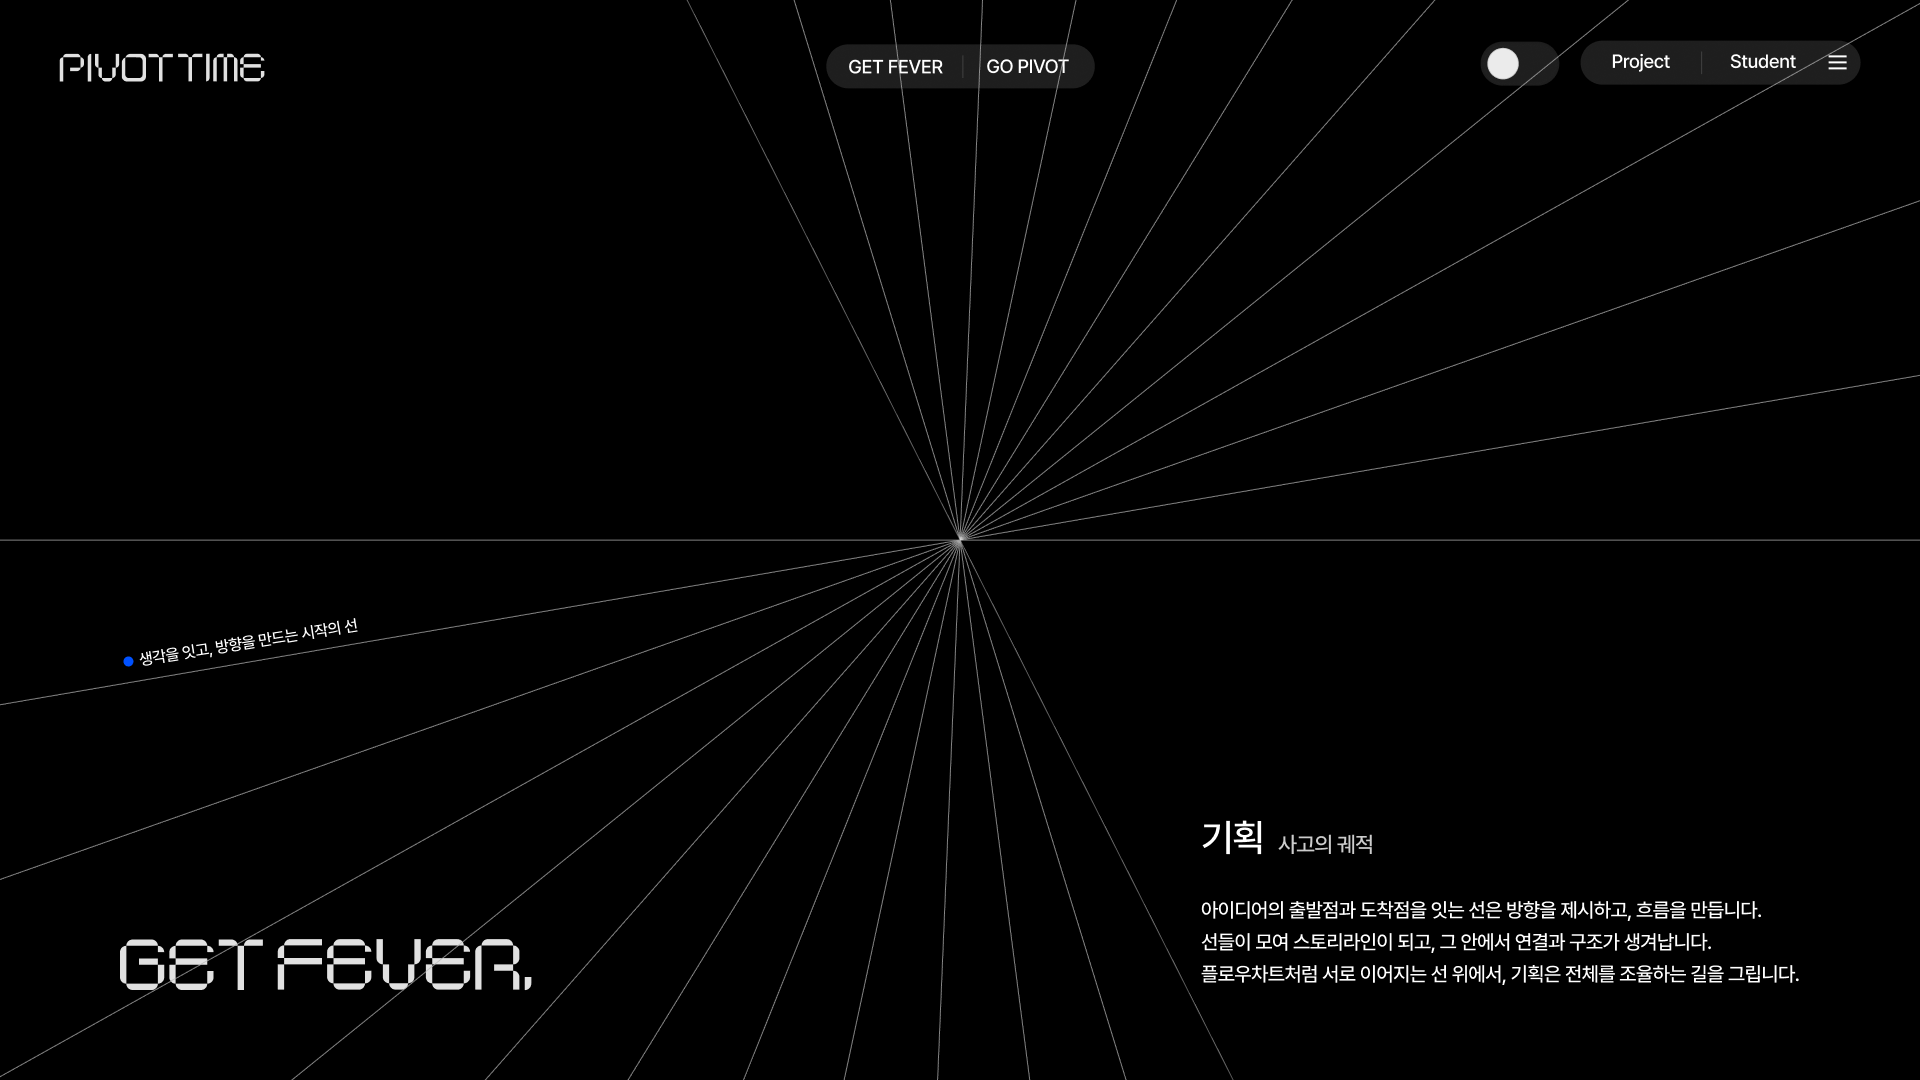 PIVOTTIME
GET FEVER
GO PIVOT
Project
Student
생각을 잇고, 방향을 만드는 시작의 선
기획 사고의 궤적
아이디어의 출발점과 도착점을 잇는 선은 방향을 제시하고, 흐름을 만듭니다.
선들이 모여 스토리라인이 되고, 그 안에서 연결과 구조가 생겨납니다.
플로우차트처럼 서로 이어지는 선 위에서, 기획은 전체를 조율하는 길을 그립니다.
GET FEVER,